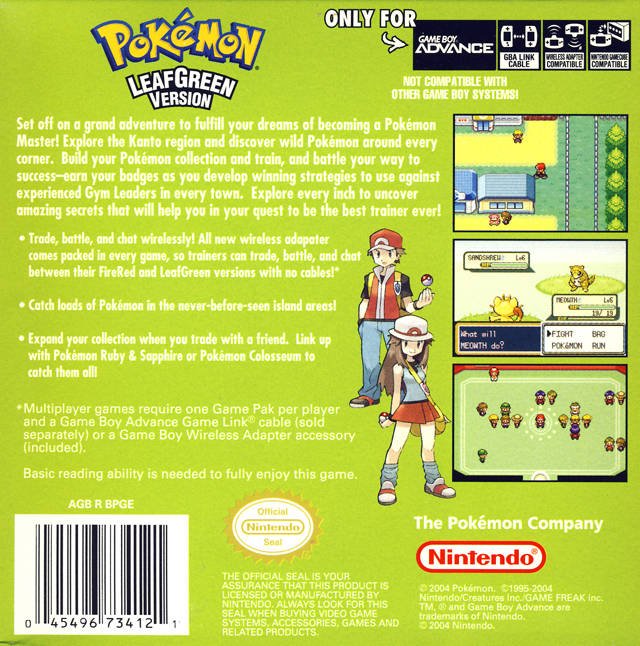 POKéMON
LEAFGREEN
VERSION
ONLY FOR
GAME BOY
ADVANCE
GBA LINK
CABLE
WIRELESS ADAPTER
COMPATIBLE
NINTENDO GAMECUBE
COMPATIBLE
NOT COMPATIBLE WITH
OTHER GAME BOY SYSTEMS!
Set off on a grand adventure to fulfill your dreams of becoming a Pokémon
Master! Explore the Kanto region and discover wild Pokémon around every
corner. Build your Pokémon collection and train, and battle your way to
success–earn your badges as you develop winning strategies to use against
experienced Gym Leaders in every town. Explore every inch to uncover
amazing secrets that will help you in your quest to be the best trainer ever!
• Trade, battle, and chat wirelessly! All new wireless adapater
comes packed in every game, so trainers can trade, battle, and chat
between their FireRed and LeafGreen versions with no cables!*
• Catch loads of Pokémon in the never-before-seen island areas!
• Expand your collection when you trade with a friend. Link up
with Pokémon Ruby & Sapphire or Pokémon Colosseum to
catch them all!
SANDSHREW Lv6
MEOWTH Lv6
19/ 19
What will
MEOWTH do?
FIGHT BAG
POKéMON RUN
*Multiplayer games require one Game Pak per player
and a Game Boy Advance Game Link® cable (sold
separately) or a Game Boy Wireless Adapter accessory
(included).
Basic reading ability is needed to fully enjoy this game.
AGB R BPGE
0 45496 73412 1
Official
Nintendo
Seal
THE OFFICIAL SEAL IS YOUR
ASSURANCE THAT THIS PRODUCT IS
LICENSED OR MANUFACTURED BY
NINTENDO. ALWAYS LOOK FOR THIS
SEAL WHEN BUYING VIDEO GAME
SYSTEMS, ACCESSORIES, GAMES AND
RELATED PRODUCTS.
The Pokémon Company
Nintendo®
© 2004 Pokémon. ©1995-2004
Nintendo/Creatures Inc./GAME FREAK inc.
TM, ® and Game Boy Advance are
trademarks of Nintendo.
© 2004 Nintendo.